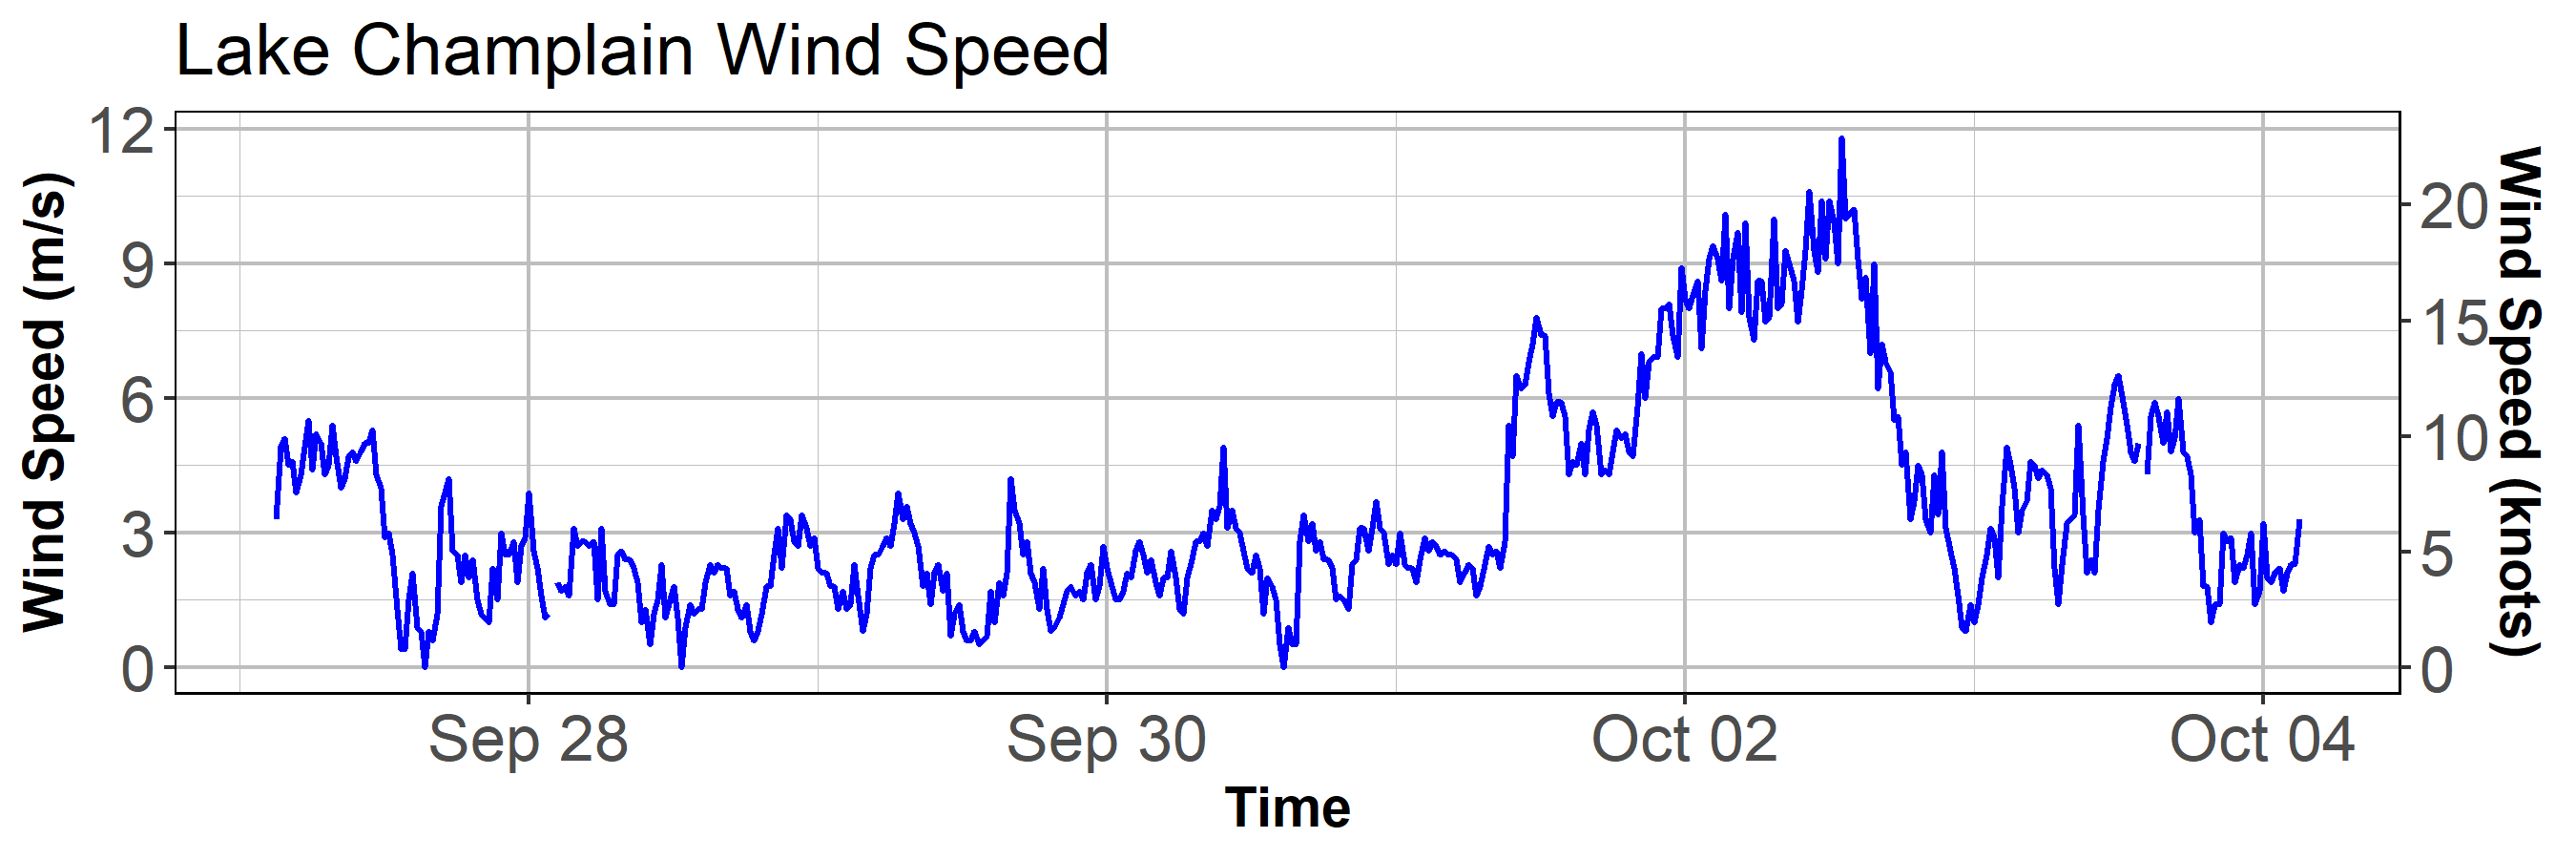 Lake Champlain Wind Speed
Wind Speed (m/s)
12
9
6
3
0
20
15
10
5
0
Wind Speed (knots)
Sep 28
Sep 30
Oct 02
Oct 04
Time